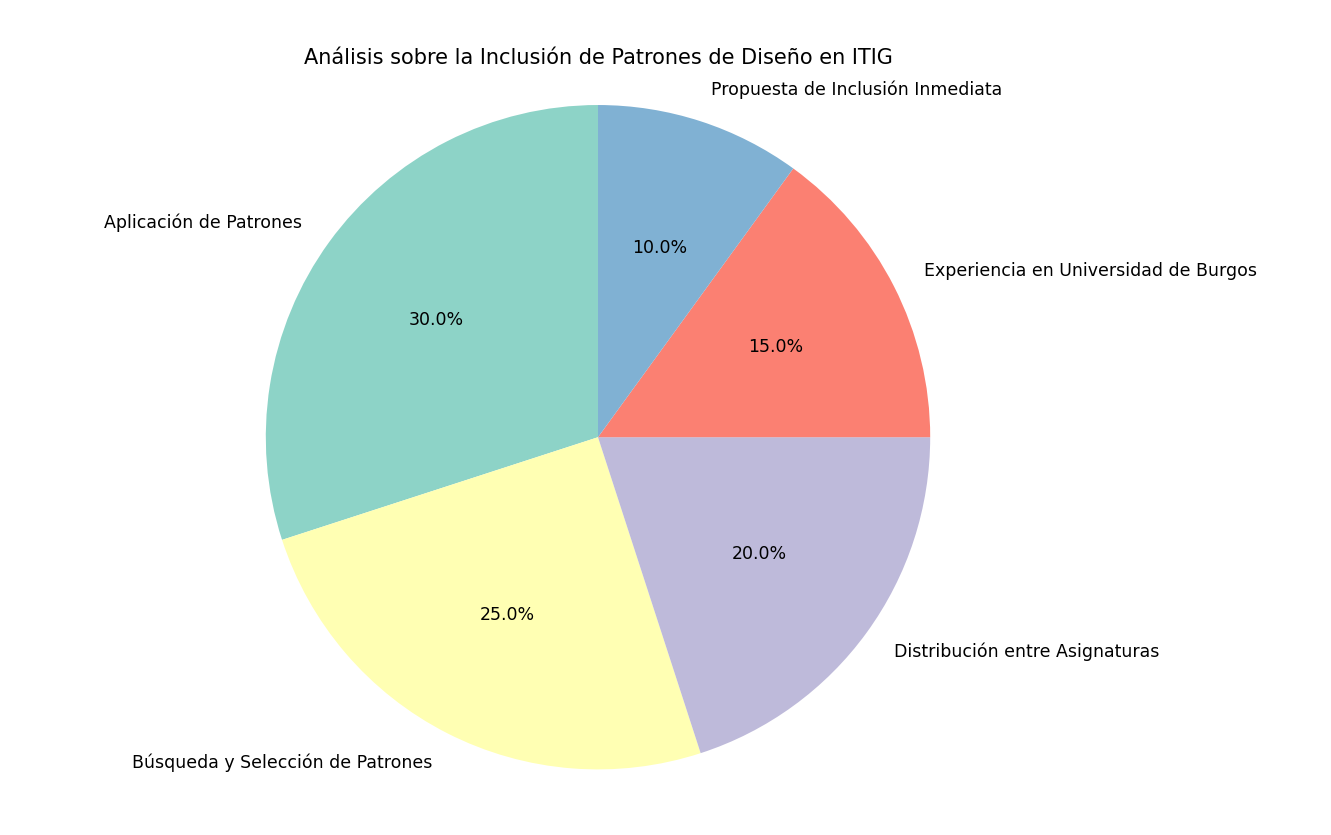 Análisis sobre la Inclusión de Patrones de Diseño en ITIG
Propuesta de Inclusión Inmediata
Aplicación de Patrones
10.0%
Experiencia en Universidad de Burgos
30.0%
15.0%
20.0%
25.0%
Distribución entre Asignaturas
Búsqueda y Selección de Patrones